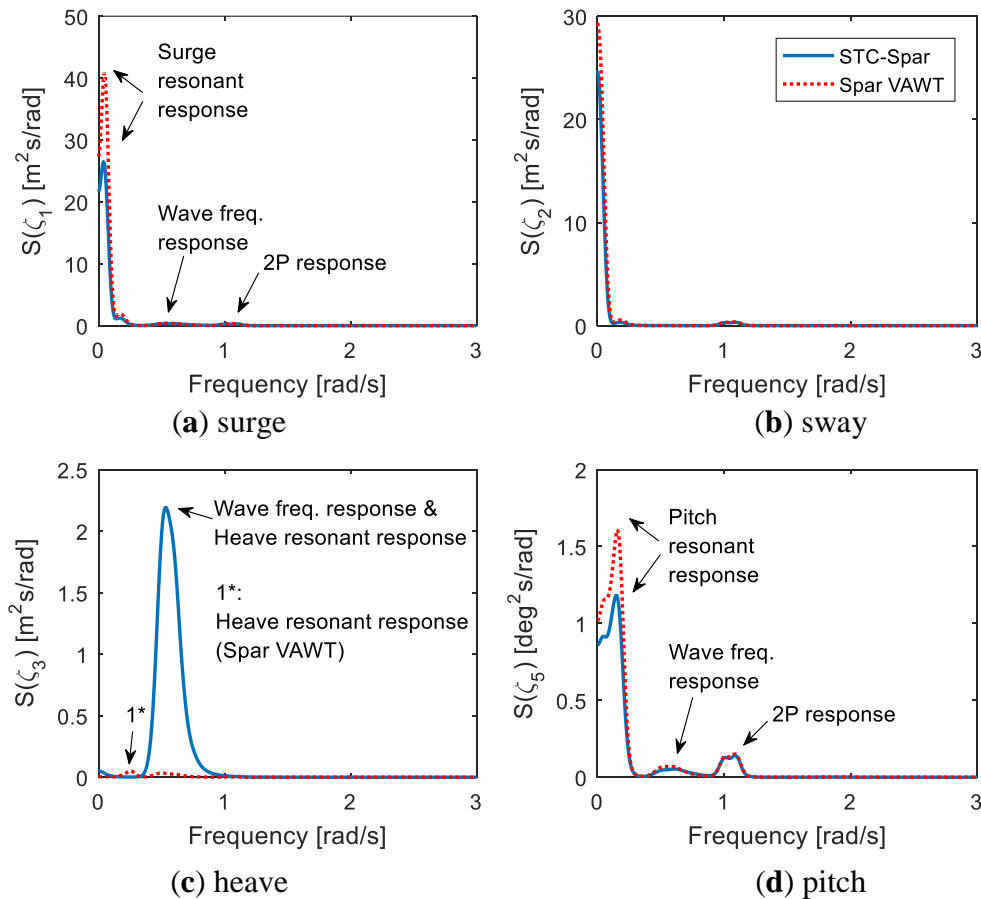 50
40
30
20
10
0
S(ζ1) [m2s/rad]
Surge
resonant
response
Wave freq.
response
2P response
0 1 2 3
Frequency [rad/s]
(a) surge
30
20
10
0
S(ζ2) [m2s/rad]
STC-Spar
Spar VAWT
0 1 2 3
Frequency [rad/s]
(b) sway
2.5
2
1.5
1
0.5
0
S(ζ3) [m2s/rad]
Wave freq. response &
Heave resonant response
1*:
Heave resonant response
(Spar VAWT)
1*
0 1 2 3
Frequency [rad/s]
(c) heave
2
1.5
1
0.5
0
S(ζ5) [deg2s/rad]
Pitch
resonant
response
Wave freq.
response
2P response
0 1 2 3
Frequency [rad/s]
(d) pitch